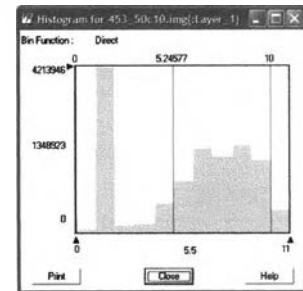 Histogram for 453_50c10.img(:Layer_1)
Bin Function : Direct
0 5.24577 10
4213946
1348923
0
0 5.5 11
Print Close Help